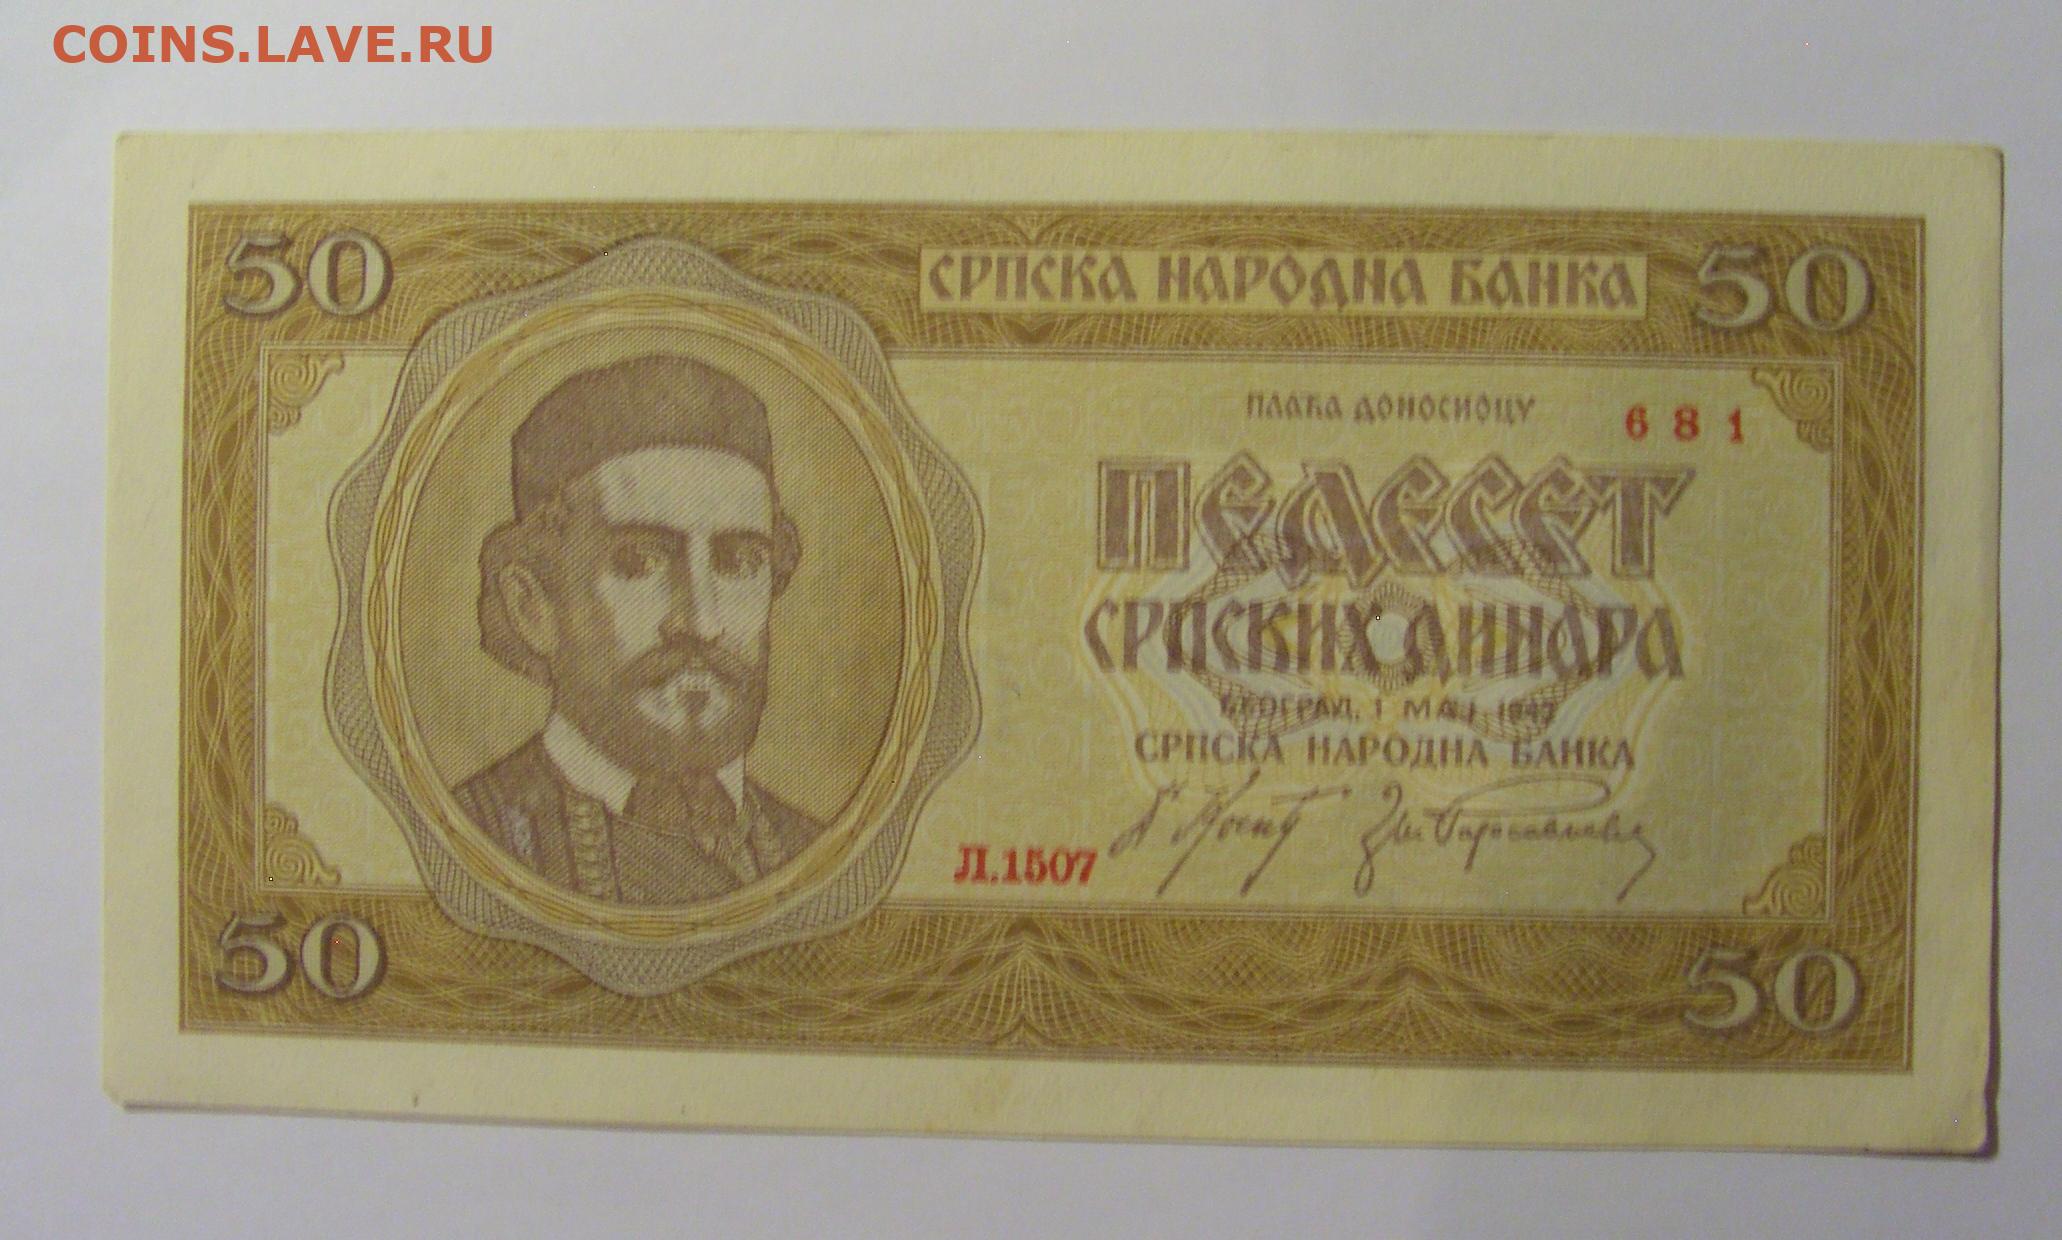 COINS.LAVE.RU
50
СРПСКА НАРОДНА БАНКА
50
ПЛАЋА ДОНОСИОЦУ
681
ПЕДЕСЕТ
СРПСКИХ ДИНАРА
БЕОГРАД, 1 МАЈ 1942
СРПСКА НАРОДНА БАНКА
Л.1507
50
50